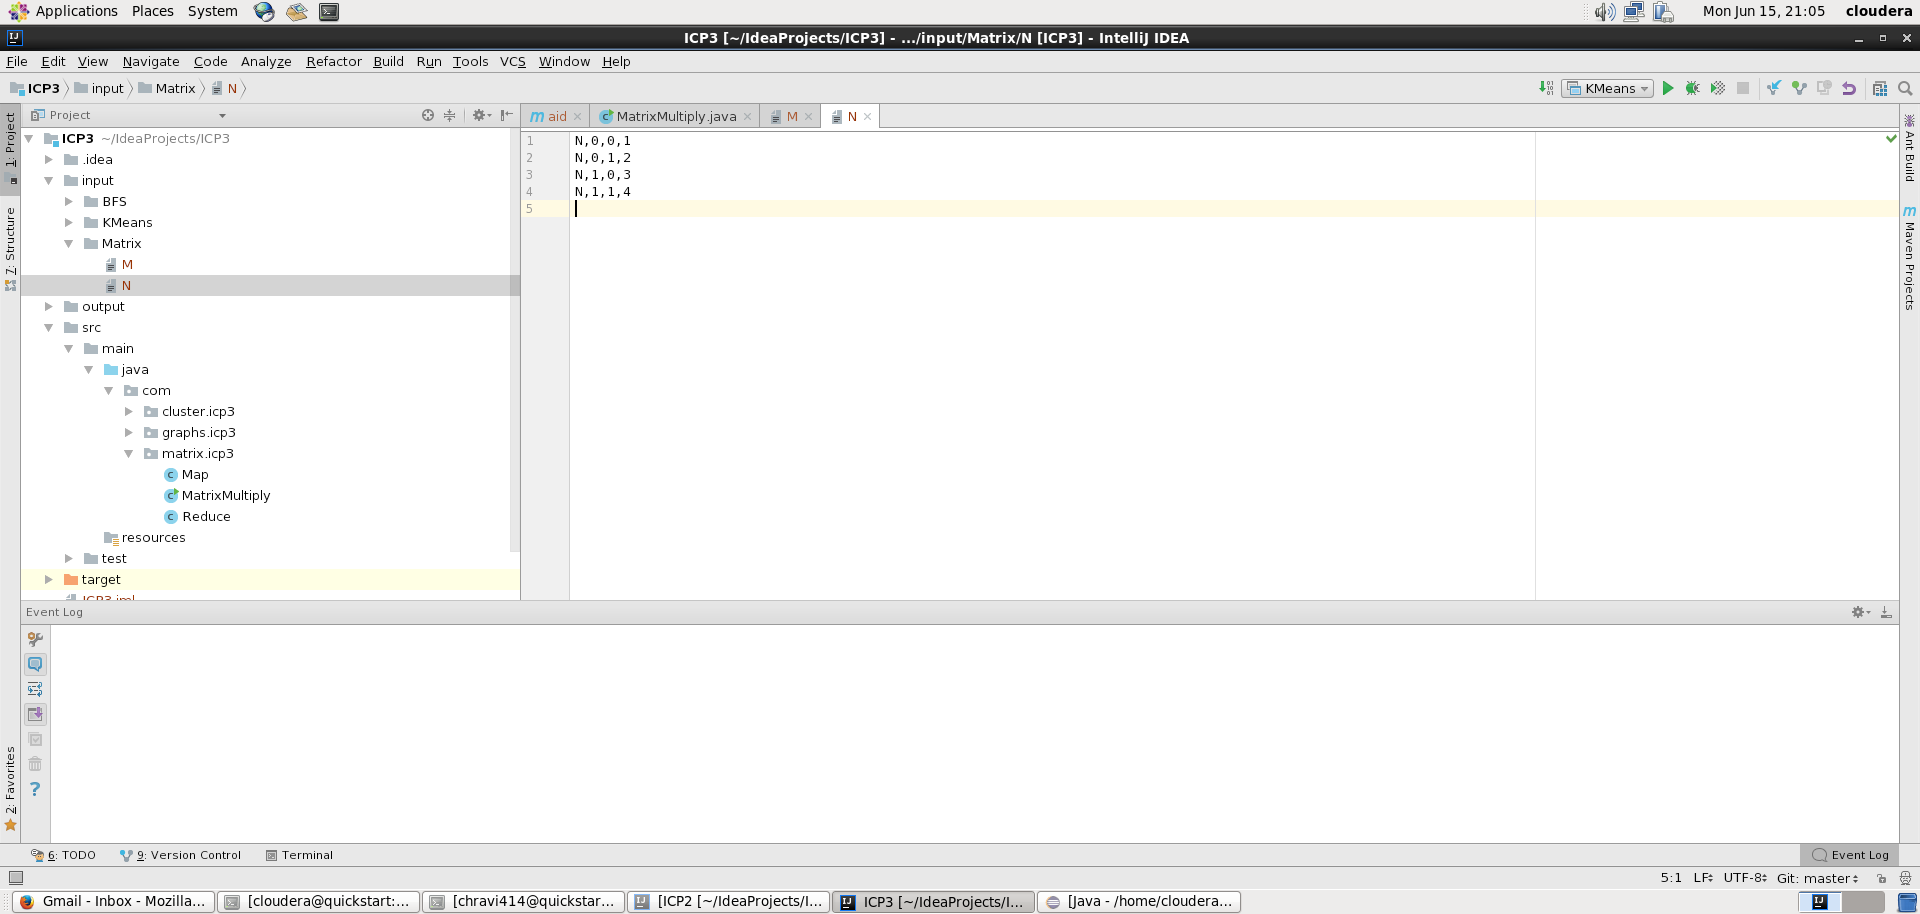 Applications Places System
Mon Jun 15, 21:05 cloudera
ICP3 [~/IdeaProjects/ICP3] - .../input/Matrix/N [ICP3] - IntelliJ IDEA
File Edit View Navigate Code Analyze Refactor Build Run Tools VCS Window Help
ICP3 input Matrix N
KMeans
Project
aid MatrixMultiply.java M N
1: Project
7: Structure
2: Favorites
Ant Build
Maven Projects
ICP3 ~/IdeaProjects/ICP3
.idea
input
BFS
KMeans
Matrix
M
N
output
src
main
java
com
cluster.icp3
graphs.icp3
matrix.icp3
Map
MatrixMultiply
Reduce
resources
test
target
ICP3.iml
1 N,0,0,1
2 N,0,1,2
3 N,1,0,3
4 N,1,1,4
5
Event Log
6: TODO 9: Version Control Terminal
Event Log
5:1 LF UTF-8 Git: master
Gmail - Inbox - Mozilla... [cloudera@quickstart:... [chravi414@quickstar... [ICP2 [~/IdeaProjects/I... ICP3 [~/IdeaProjects/I... [Java - /home/cloudera...